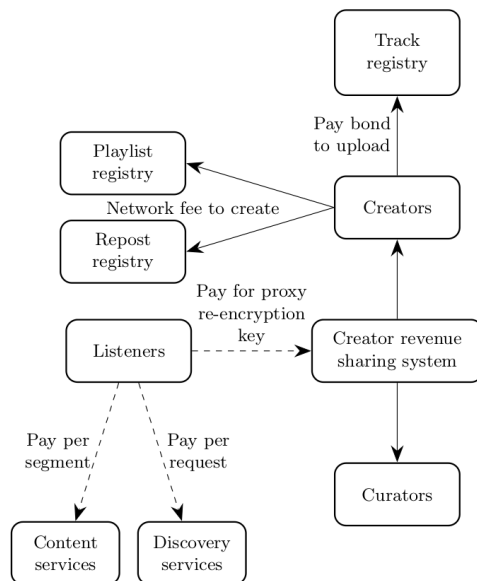 Track
registry
Pay bond
to upload
Playlist
registry
Network fee to create
Creators
Repost
registry
Pay for proxy
re-encryption
key
Listeners
Creator revenue
sharing system
Pay per
segment
Pay per
request
Curators
Content
services
Discovery
services